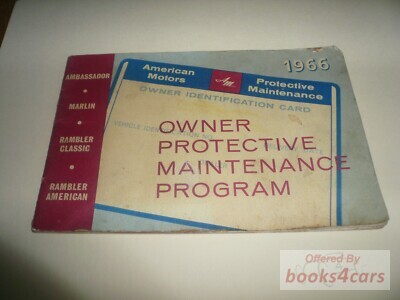 1966
AMBASSADOR
MARLIN
RAMBLER
CLASSIC
RAMBLER
AMERICAN
American
Motors
AM
Protective
Maintenance
OWNER IDENTIFICATION CARD
OWNER
PROTECTIVE
MAINTENANCE
PROGRAM
Offered By
books4cars